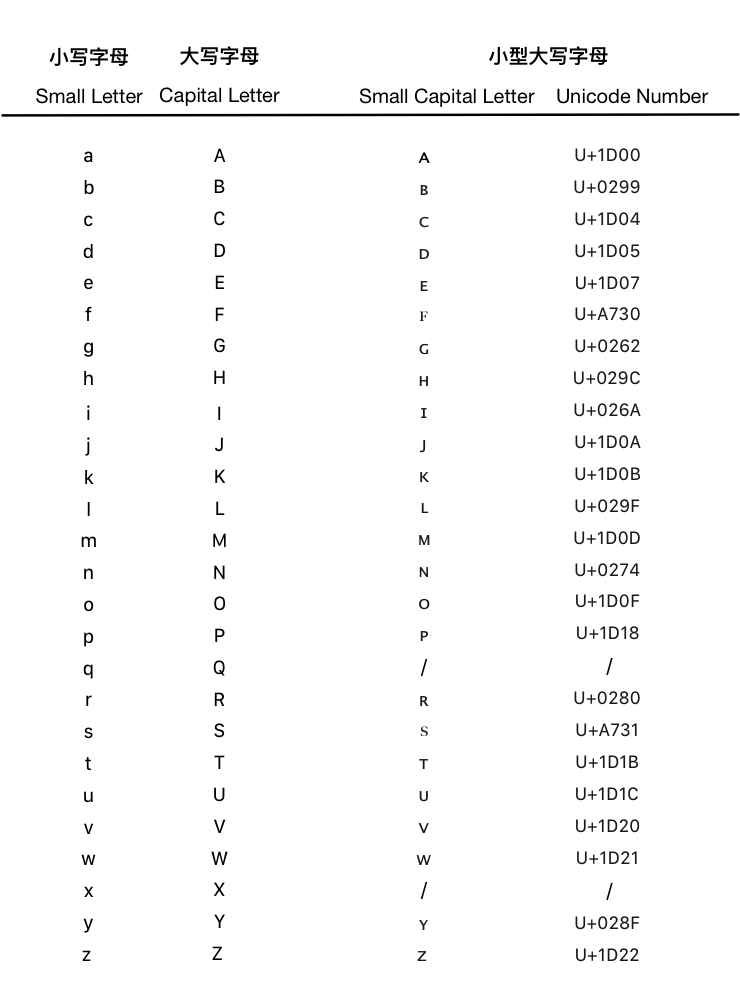 小写字母 大写字母 小型大写字母
Small Letter Capital Letter Small Capital Letter Unicode Number
a A ᴀ U+1D00
b B ʙ U+0299
c C ᴄ U+1D04
d D ᴅ U+1D05
e E ᴇ U+1D07
f F ꜰ U+A730
g G ɢ U+0262
h H ʜ U+029C
i I ɪ U+026A
j J ᴊ U+1D0A
k K ᴋ U+1D0B
l L ʟ U+029F
m M ᴍ U+1D0D
n N ɴ U+0274
o O ᴏ U+1D0F
p P ᴘ U+1D18
q Q / /
r R ʀ U+0280
s S ꜱ U+A731
t T ᴛ U+1D1B
u U ᴜ U+1D1C
v V ᴠ U+1D20
w W ᴡ U+1D21
x X / /
y Y ʏ U+028F
z Z ᴢ U+1D22